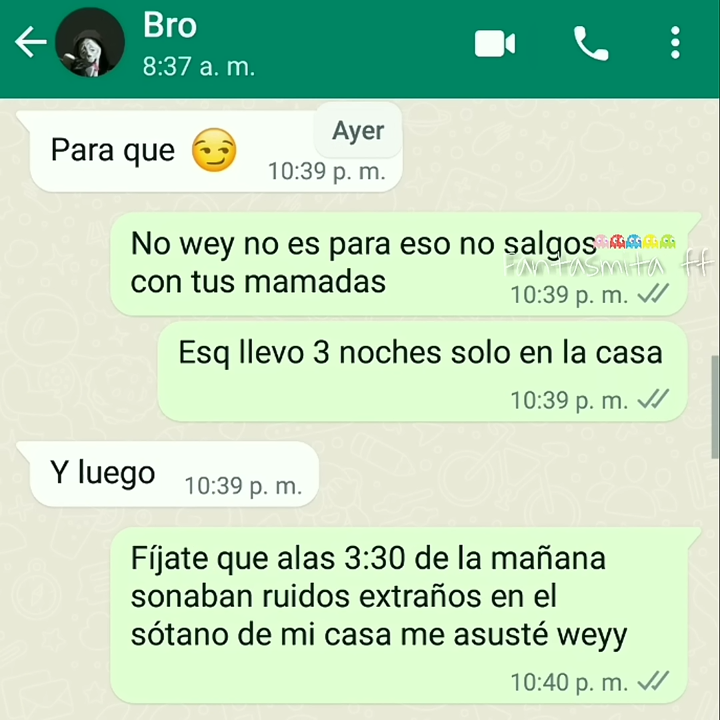 Bro
8:37 a. m.
Ayer
Para que 😏
10:39 p. m.
No wey no es para eso no salgos
Fantasmita ff
con tus mamadas
10:39 p. m.
Esq llevo 3 noches solo en la casa
10:39 p. m.
Y luego
10:39 p. m.
Fíjate que alas 3:30 de la mañana
sonaban ruidos extraños en el
sótano de mi casa me asusté weyy
10:40 p. m.